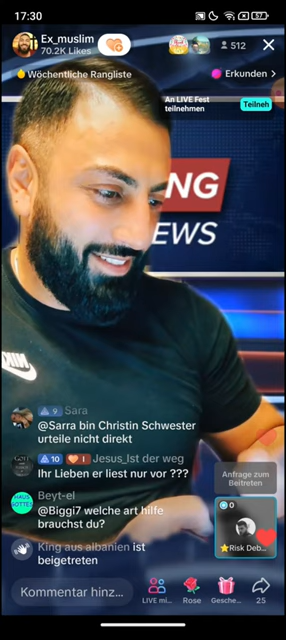 17:30
57
Ex_muslim
70.2K Likes
512
Wöchentliche Rangliste
Erkunden >
An LIVE Fest
teilnehmen
Teilneh
NG
EWS
9 Sara
@Sarra bin Christin Schwester
urteile nicht direkt
10 1 Jesus_Ist der weg
Ihr Lieben er liest nur vor ???
HAUS
GOTTES
Beyt-el
@Biggi7 welche art hilfe
brauchst du?
King aus albanien ist
beigetreten
Anfrage zum
Beitreten
0
Risk Deb...
Kommentar hinz...
LIVE mi...
Rose
Gesche...
25